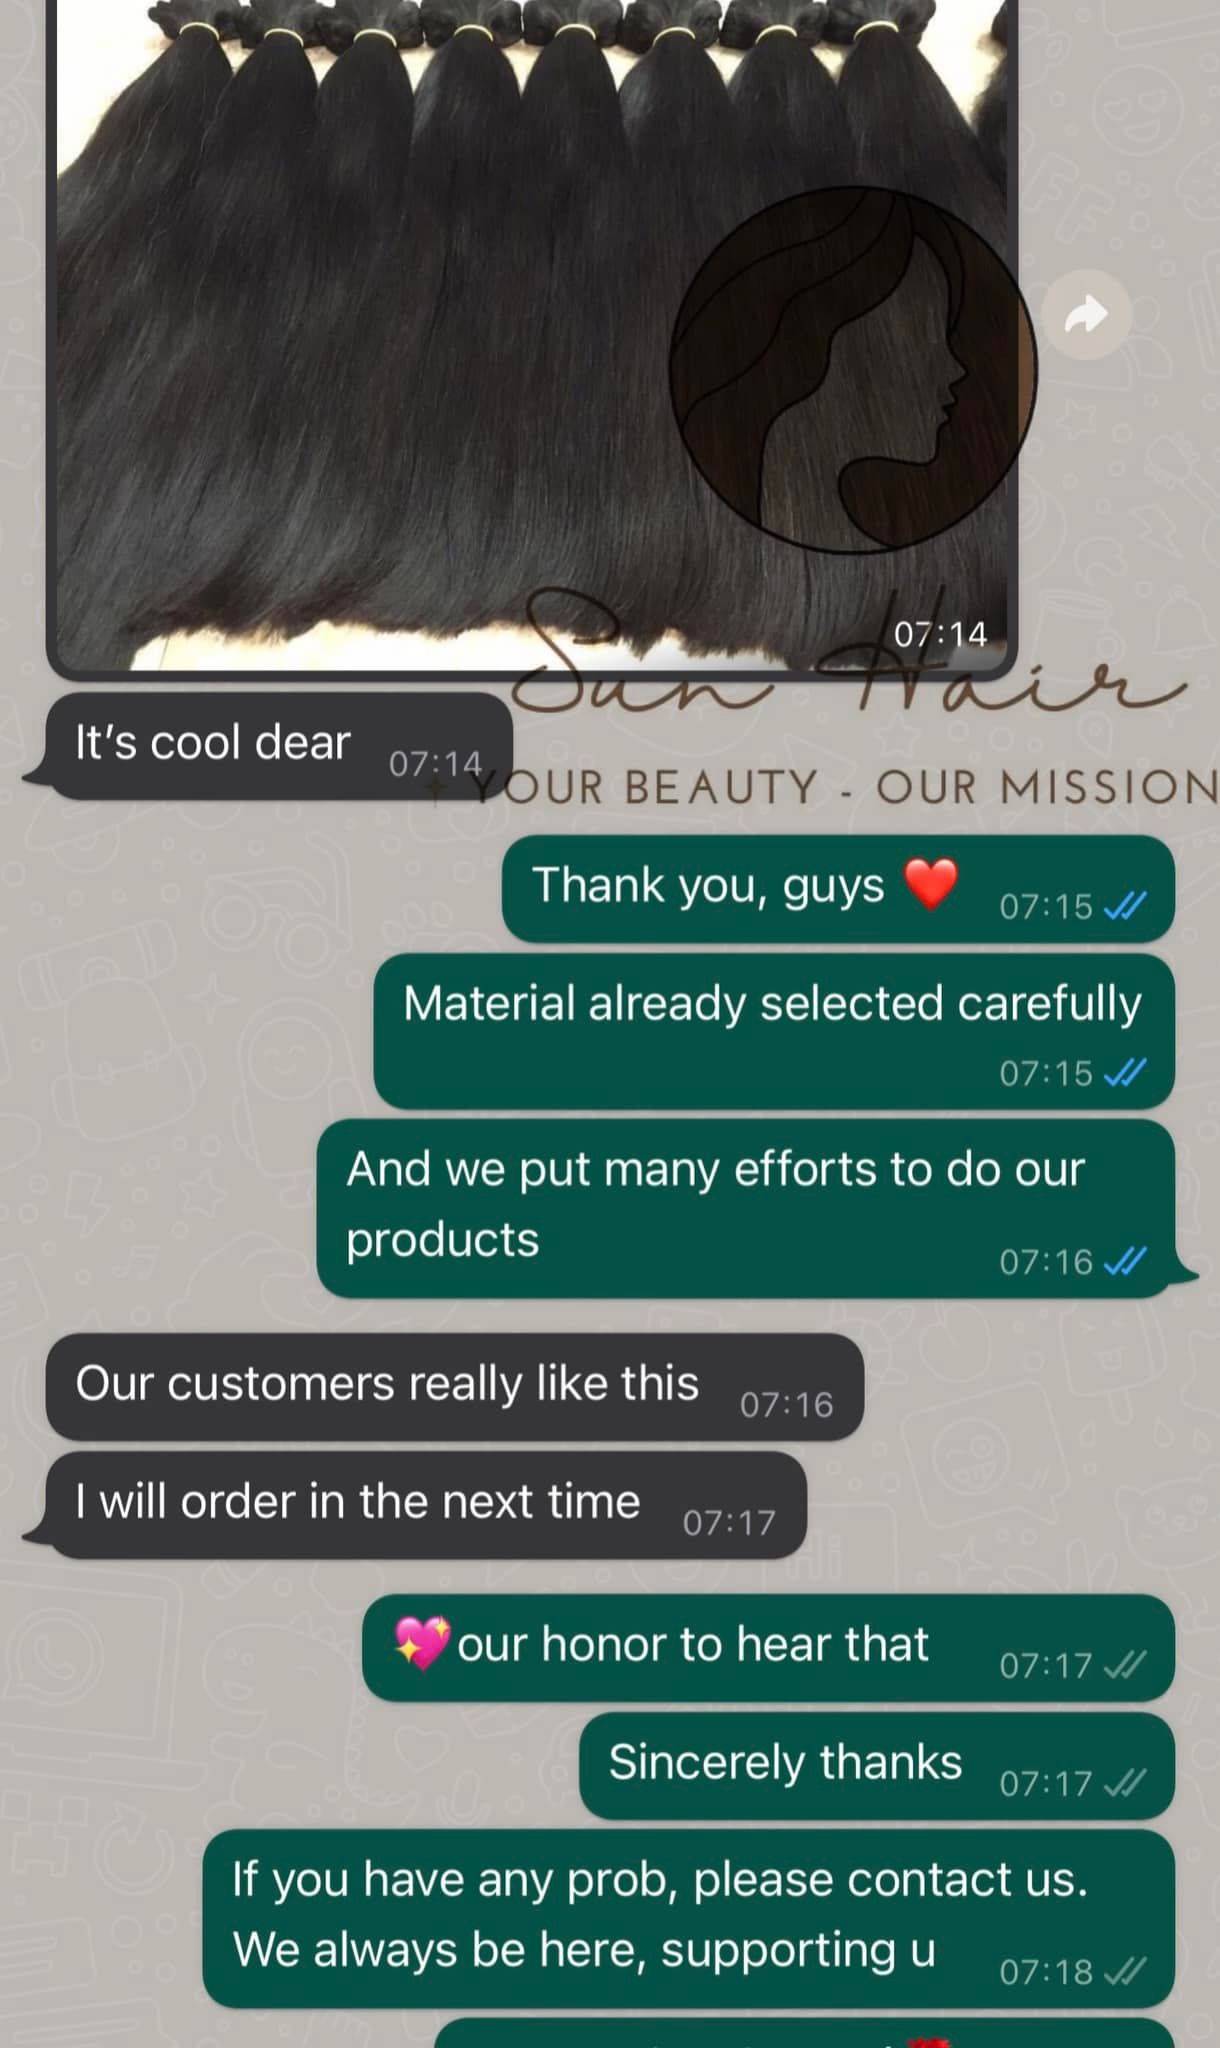 07:14
Sun Hair
It's cool dear 07:14
YOUR BEAUTY - OUR MISSION
Thank you, guys ❤️ 07:15
Material already selected carefully
07:15
And we put many efforts to do our
products 07:16
Our customers really like this 07:16
I will order in the next time 07:17
💖our honor to hear that 07:17
Sincerely thanks 07:17
If you have any prob, please contact us.
We always be here, supporting u 07:18